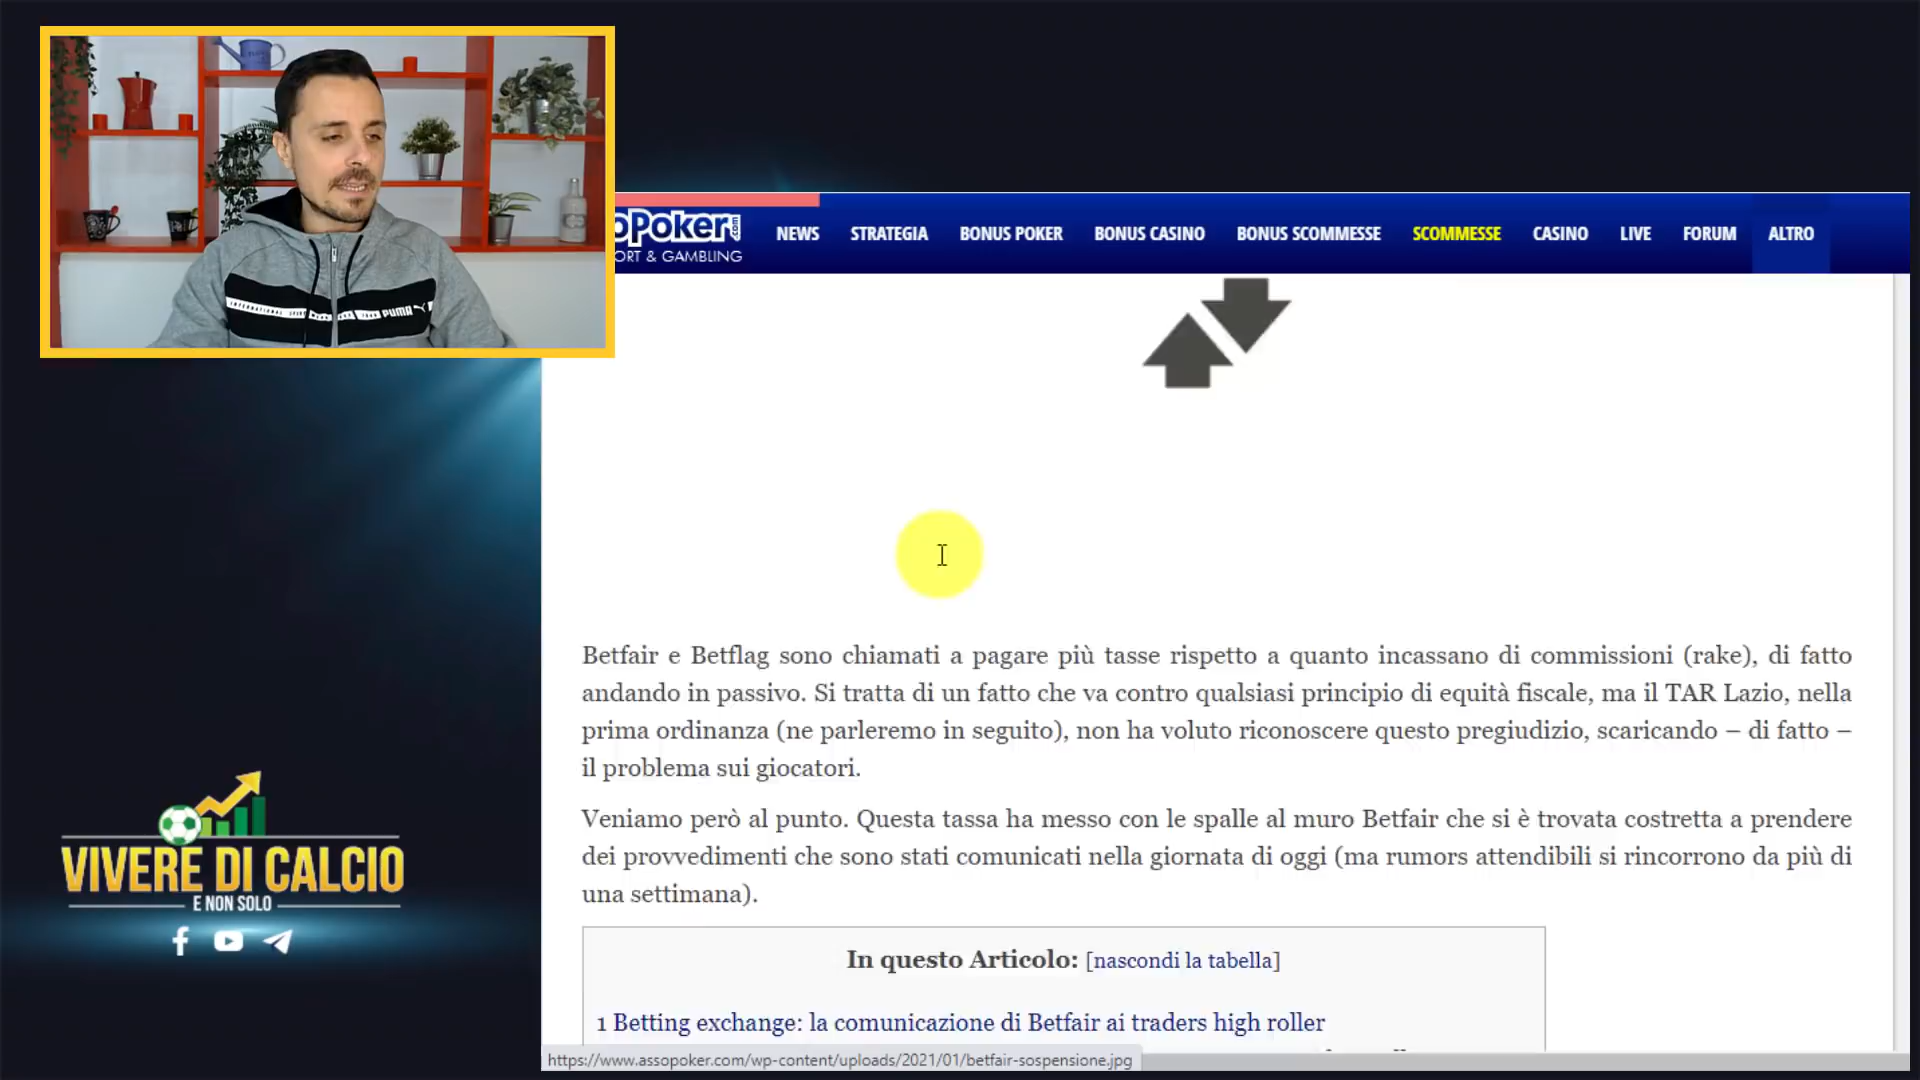 INTERNATIONAL
PUMA
oPoker.com
ORT & GAMBLING
NEWS
STRATEGIA
BONUS POKER
BONUS CASINO
BONUS SCOMMESSE
SCOMMESSE
CASINO
LIVE
FORUM
ALTRO
Betfair e Betflag sono chiamati a pagare più tasse rispetto a quanto incassano di commissioni (rake), di fatto
andando in passivo. Si tratta di un fatto che va contro qualsiasi principio di equità fiscale, ma il TAR Lazio, nella
prima ordinanza (ne parleremo in seguito), non ha voluto riconoscere questo pregiudizio, scaricando – di fatto –
il problema sui giocatori.
Veniamo però al punto. Questa tassa ha messo con le spalle al muro Betfair che si è trovata costretta a prendere
dei provvedimenti che sono stati comunicati nella giornata di oggi (ma rumors attendibili si rincorrono da più di
una settimana).
In questo Articolo: [nascondi la tabella]
1 Betting exchange: la comunicazione di Betfair ai traders high roller
https://www.assopoker.com/wp-content/uploads/2021/01/betfair-sospensione.jpg
VIVERE DI CALCIO
E NON SOLO